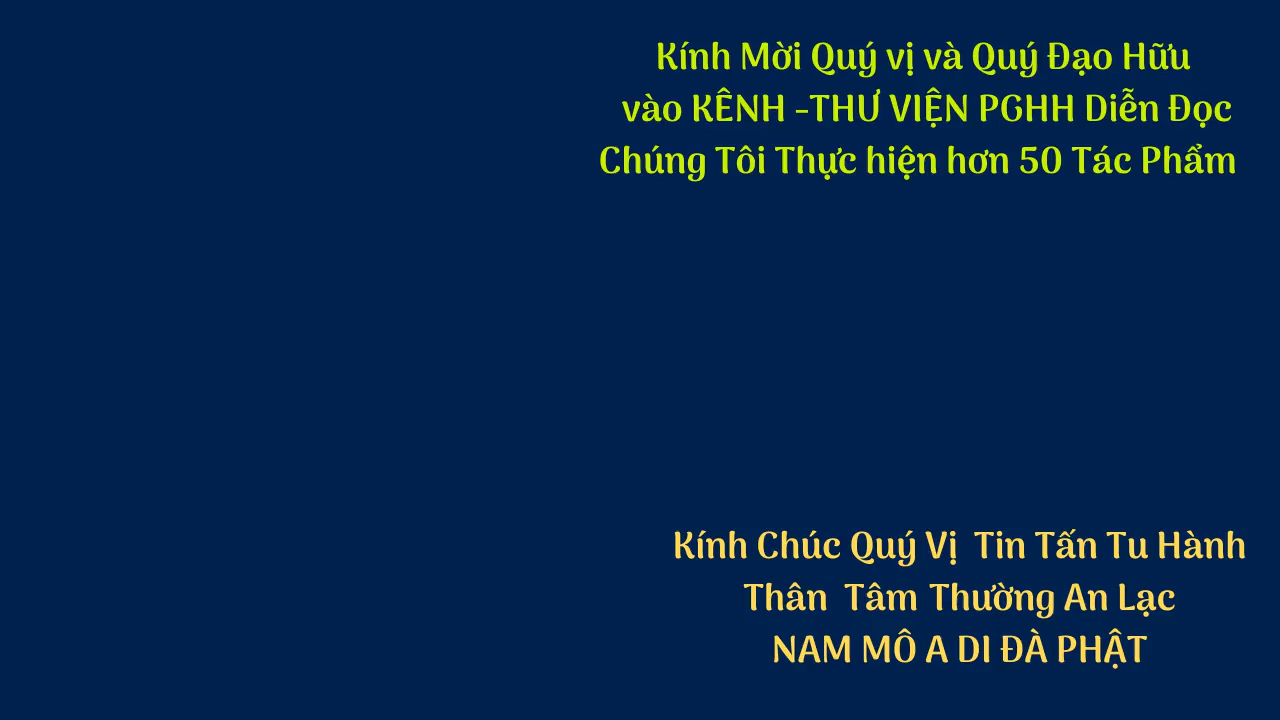 Kính Mời Quý vị và Quý Đạo Hữu
vào KÊNH -THƯ VIỆN PGHH Diễn Đọc
Chúng Tôi Thực hiện hơn 50 Tác Phẩm
Kính Chúc Quý Vị Tin Tấn Tu Hành
Thân Tâm Thường An Lạc
NAM MÔ A DI ĐÀ PHẬT